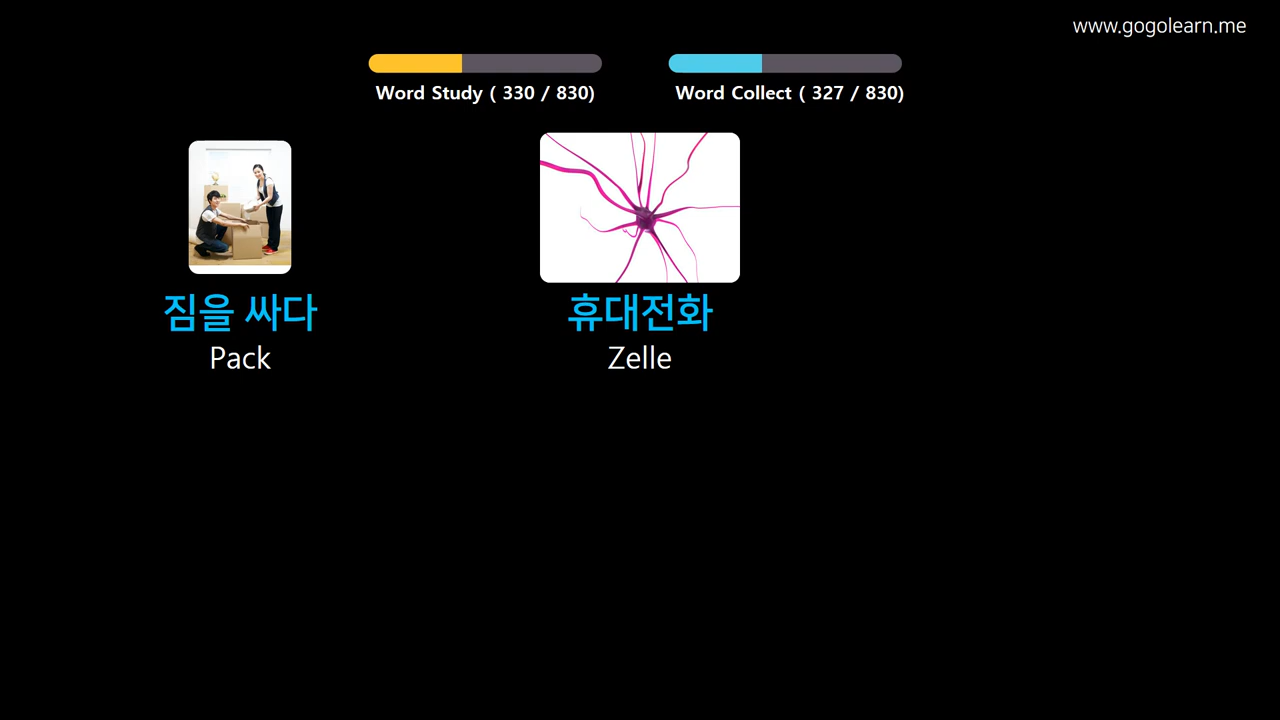 www.gogolearn.me
Word Study ( 330 / 830)
Word Collect ( 327 / 830)
짐을 싸다
Pack
휴대전화
Zelle